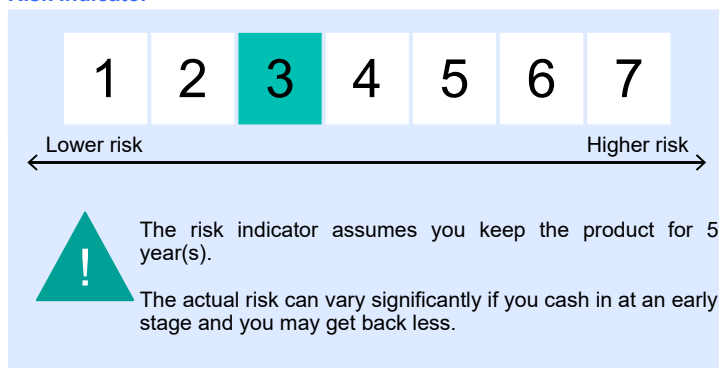 1 2 3 4 5 6 7
Lower risk Higher risk
The risk indicator assumes you keep the product for 5
year(s).
!
The actual risk can vary significantly if you cash in at an early
stage and you may get back less.